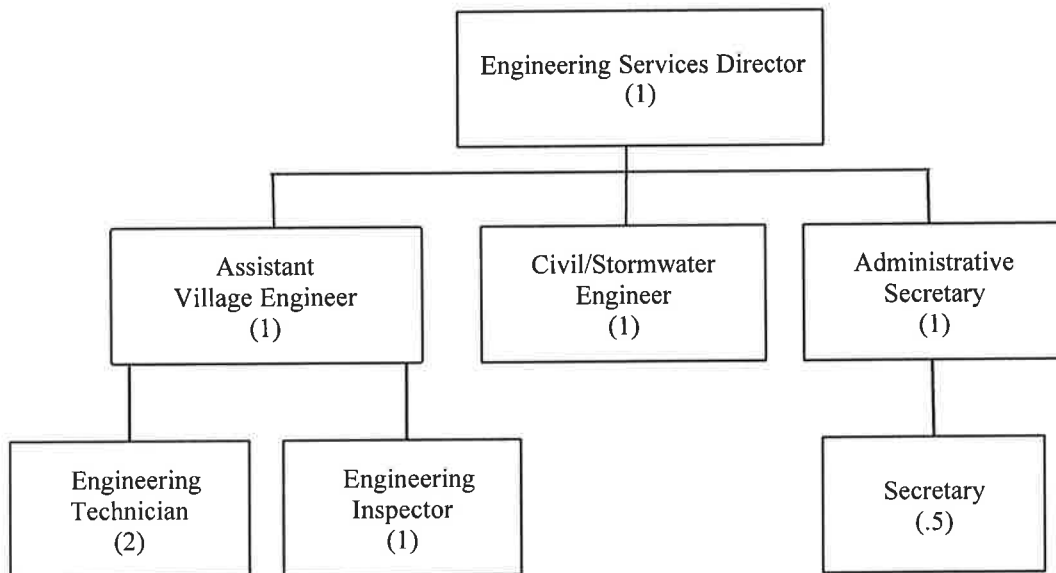 Engineering Services Director
(1)
Assistant
Village Engineer
(1)
Civil/Stormwater
Engineer
(1)
Administrative
Secretary
(1)
Engineering
Technician
(2)
Engineering
Inspector
(1)
Secretary
(.5)